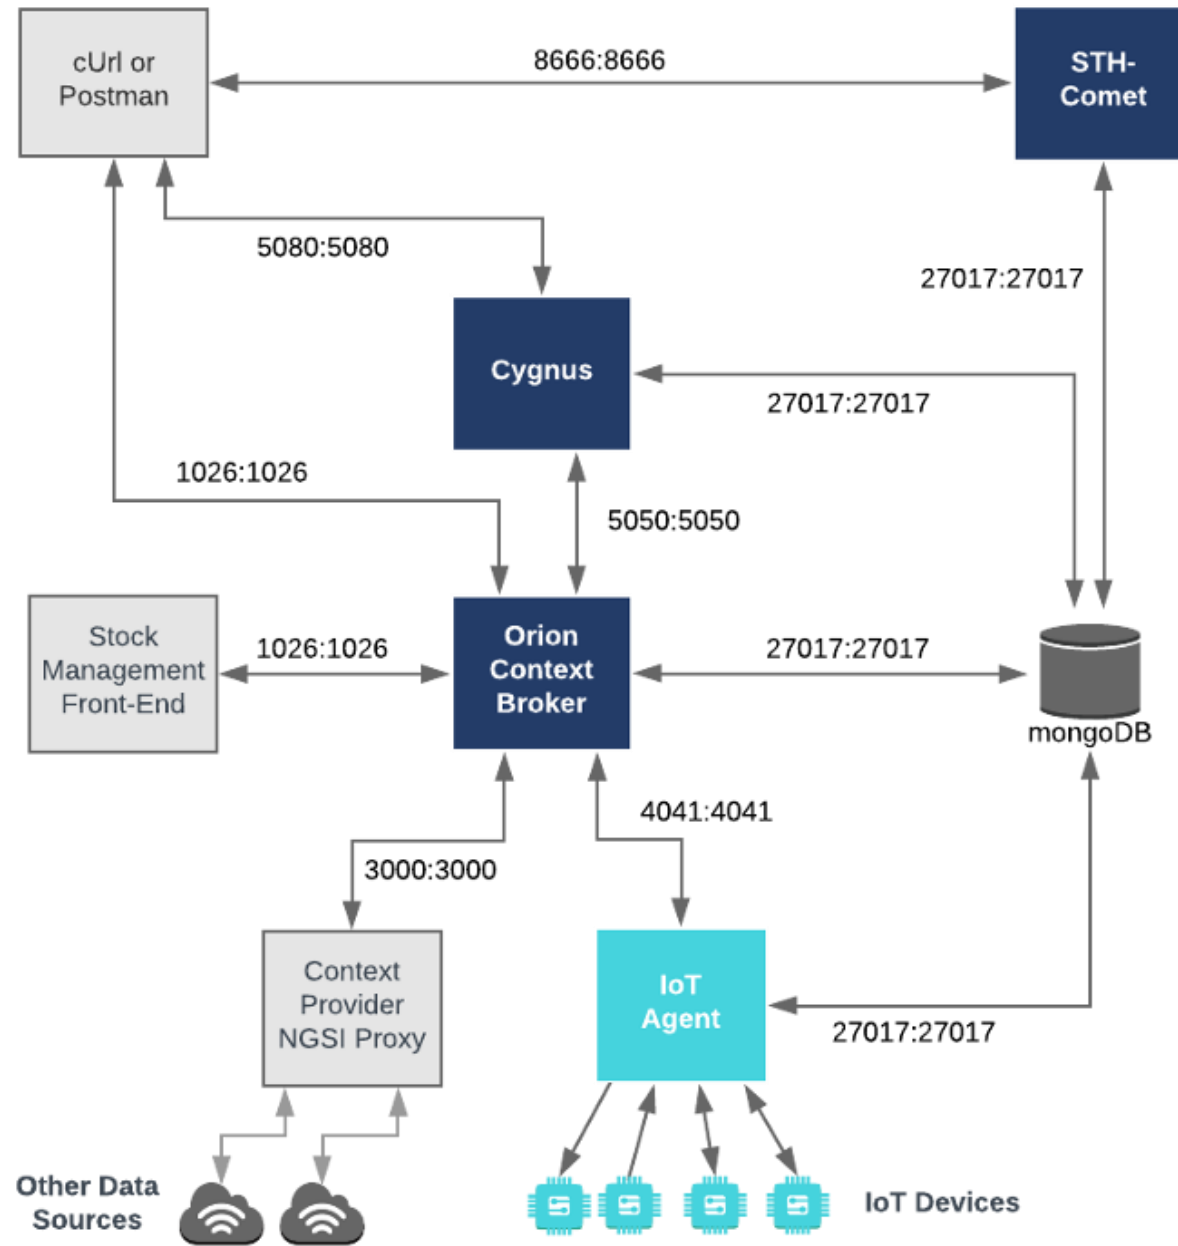 cUrl or
Postman
8666:8666
STH-
Comet
5080:5080
27017:27017
Cygnus
27017:27017
1026:1026
5050:5050
Stock
Management
Front-End
1026:1026
Orion
Context
Broker
27017:27017
mongoDB
4041:4041
3000:3000
Context
Provider
NGSI Proxy
IoT
Agent
27017:27017
Other Data
Sources
IoT Devices